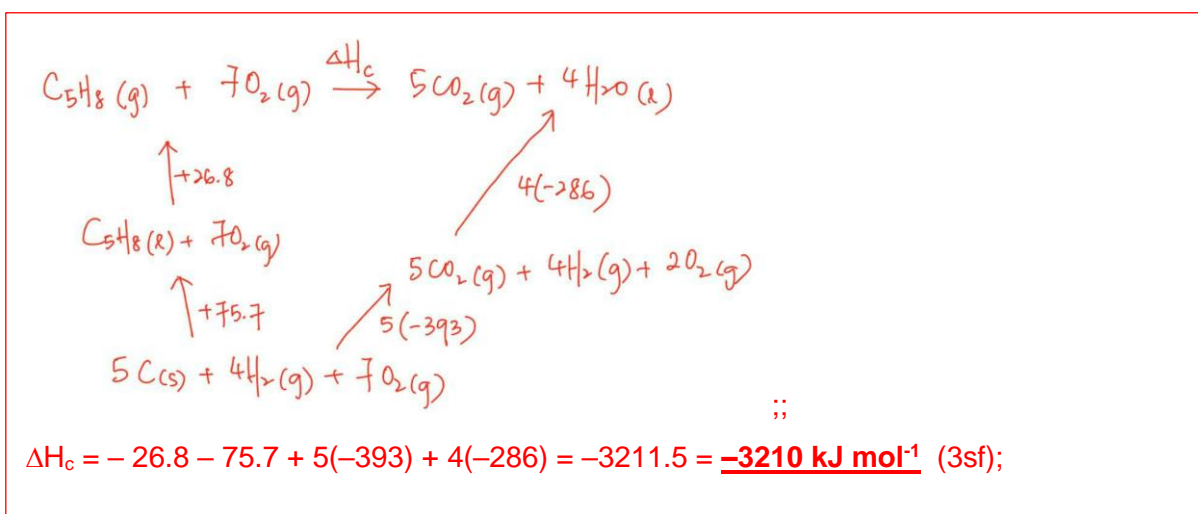 C₅H₈ (g) + 7O₂ (g) ΔHc → 5CO₂ (g) + 4H₂O (l)
+26.8
4(-286)
C₅H₈ (l) + 7O₂ (g)
5CO₂ (g) + 4H₂ (g) + 2O₂ (g)
+75.7
5(-393)
5C(s) + 4H₂ (g) + 7O₂ (g)
;;
ΔHc = – 26.8 – 75.7 + 5(–393) + 4(–286) = –3211.5 = –3210 kJ mol⁻¹ (3sf);